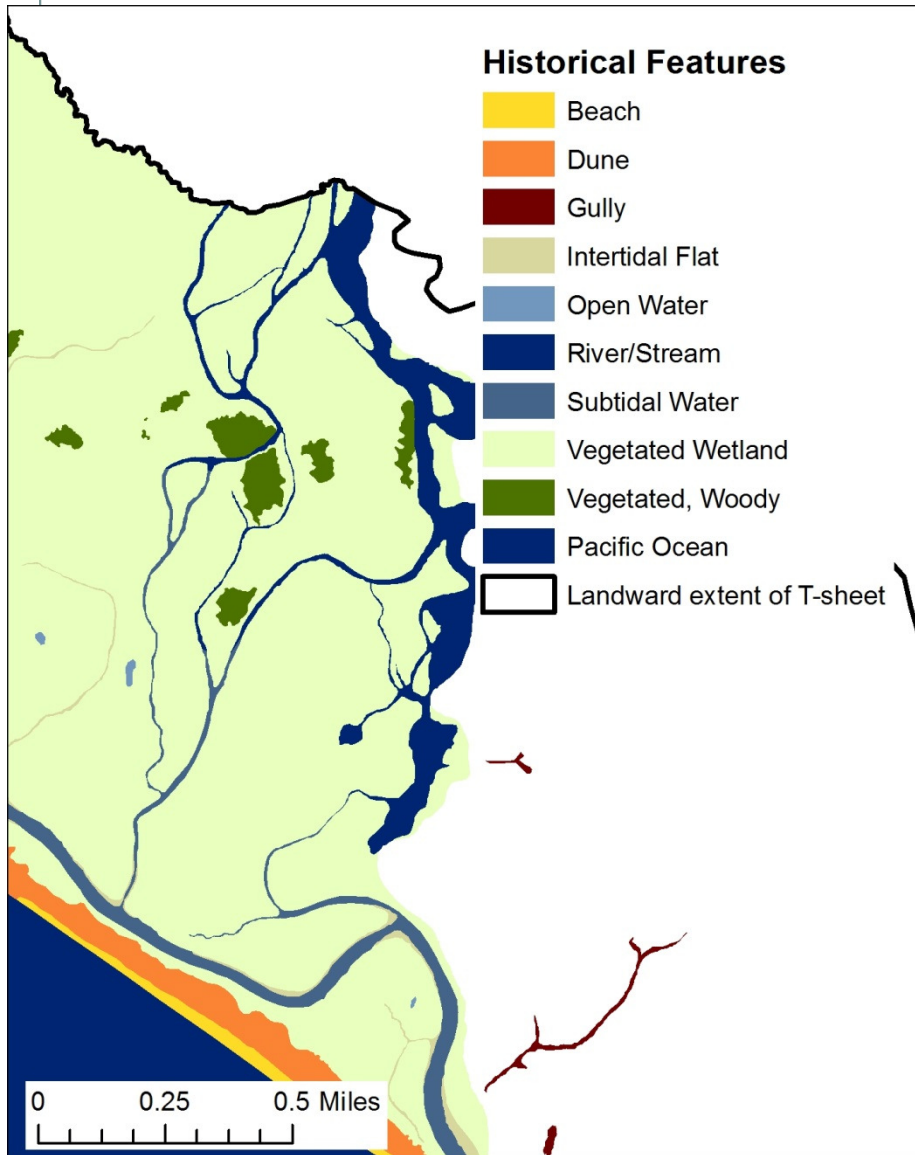 Historical Features
Beach
Dune
Gully
Intertidal Flat
Open Water
River/Stream
Subtidal Water
Vegetated Wetland
Vegetated, Woody
Pacific Ocean
Landward extent of T-sheet
0 0.25 0.5 Miles